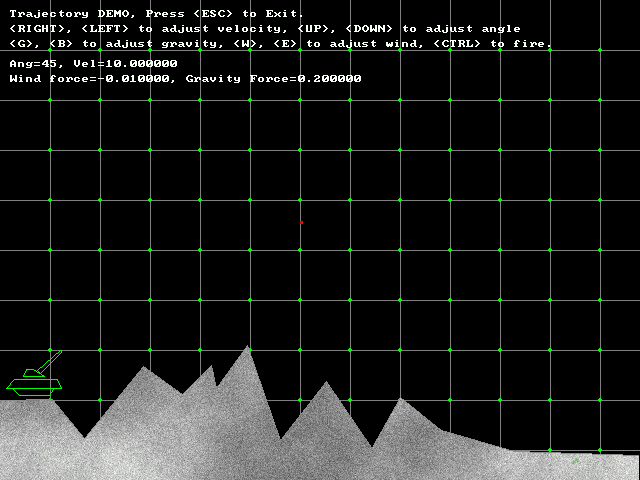 Trajectory DEMO, Press <ESC> to Exit.
<RIGHT>, <LEFT> to adjust velocity, <UP>, <DOWN> to adjust angle
<G>, <B> to adjust gravity, <W>, <E> to adjust wind, <CTRL> to fire.
Ang=45, Vel=10.000000
Wind force=-0.010000, Gravity Force=0.200000